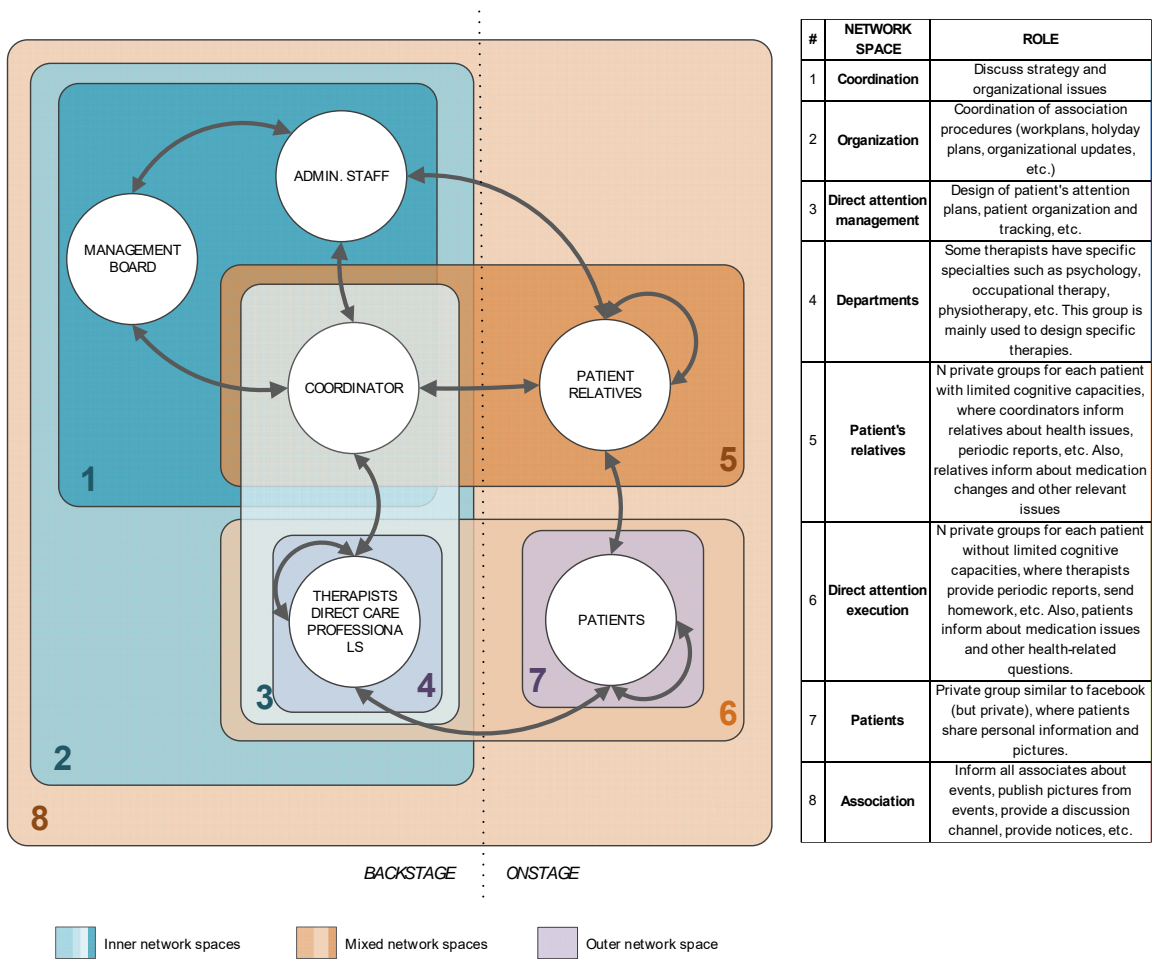 ADMIN. STAFF
MANAGEMENT
BOARD
COORDINATOR
PATIENT
RELATIVES
1
5
THERAPISTS
DIRECT CARE
PROFESSIONA
LS
PATIENTS
3
4
7
6
2
8
BACKSTAGE
ONSTAGE
Inner network spaces
Mixed network spaces
Outer network space
#
NETWORK
SPACE
ROLE
1
Coordination
Discuss strategy and
organizational issues
2
Organization
Coordination of association
procedures (workplans, holyday
plans, organizational updates,
etc.)
3
Direct attention
management
Design of patient's attention
plans, patient organization and
tracking, etc.
4
Departments
Some therapists have specific
specialties such as psychology,
occupational therapy,
physiotherapy, etc. This group is
mainly used to design specific
therapies.
5
Patient's
relatives
N private groups for each patient
with limited cognitive capacities,
where coordinators inform
relatives about health issues,
periodic reports, etc. Also,
relatives inform about medication
changes and other relevant
issues
6
Direct attention
execution
N private groups for each patient
without limited cognitive
capacities, where therapists
provide periodic reports, send
homework, etc. Also, patients
inform about medication issues
and other health-related
questions.
7
Patients
Private group similar to facebook
(but private), where patients
share personal information and
pictures.
8
Association
Inform all associates about
events, publish pictures from
events, provide a discussion
channel, provide notices, etc.